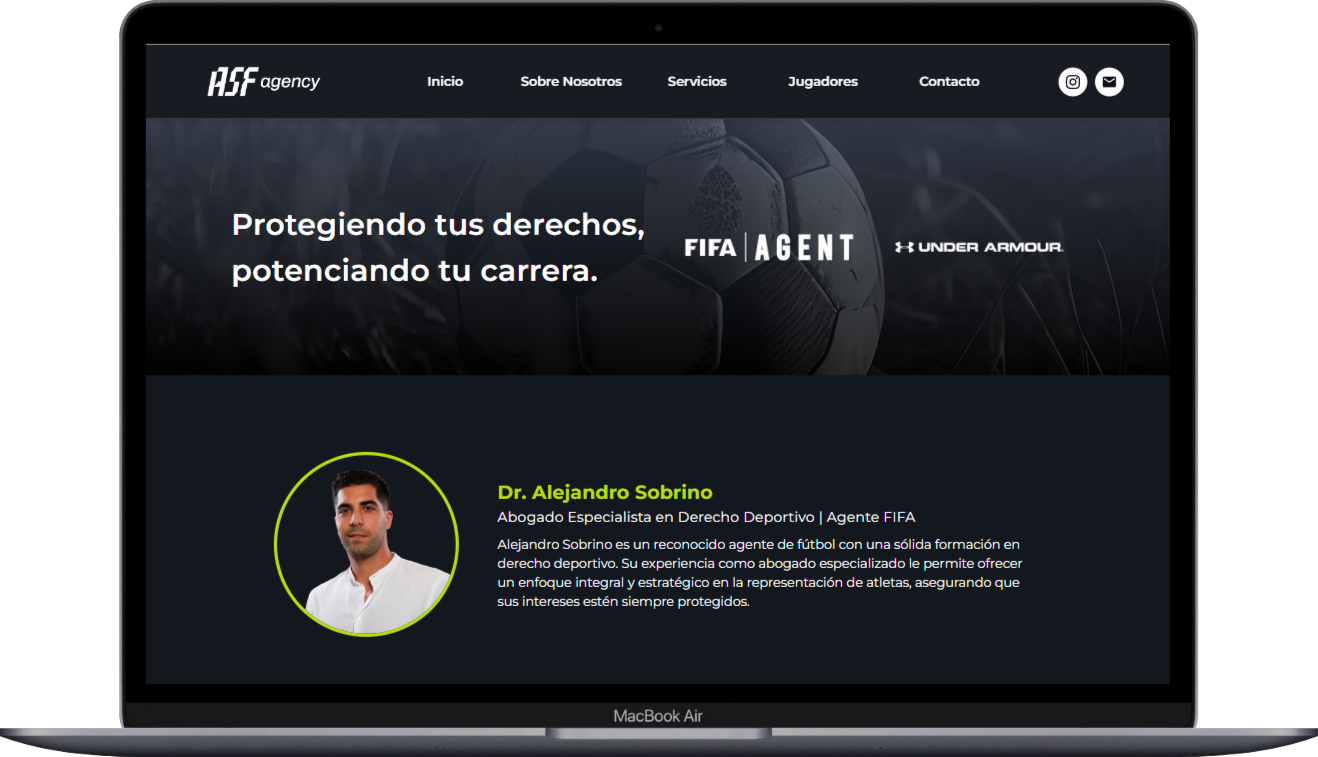 ASF agency
Inicio
Sobre Nosotros
Servicios
Jugadores
Contacto
Protegiendo tus derechos,
potenciando tu carrera.
FIFA | AGENT
UNDER ARMOUR.
Dr. Alejandro Sobrino
Abogado Especialista en Derecho Deportivo | Agente FIFA
Alejandro Sobrino es un reconocido agente de fútbol con una sólida formación en
derecho deportivo. Su experiencia como abogado especializado le permite ofrecer
un enfoque integral y estratégico en la representación de atletas, asegurando que
sus intereses estén siempre protegidos.
MacBook Air